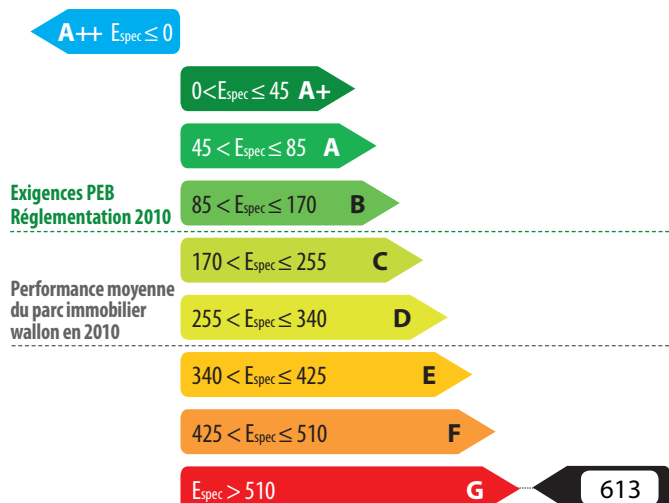 A++ Espec ≤ 0
0<Espec ≤ 45 A+
45 < Espec ≤ 85 A
Exigences PEB
Réglementation 2010
85 < Espec ≤ 170 B
170 < Espec ≤ 255 C
Performance moyenne
du parc immobilier
wallon en 2010
255 < Espec ≤ 340 D
340 < Espec ≤ 425 E
425 < Espec ≤ 510 F
Espec > 510 G 613